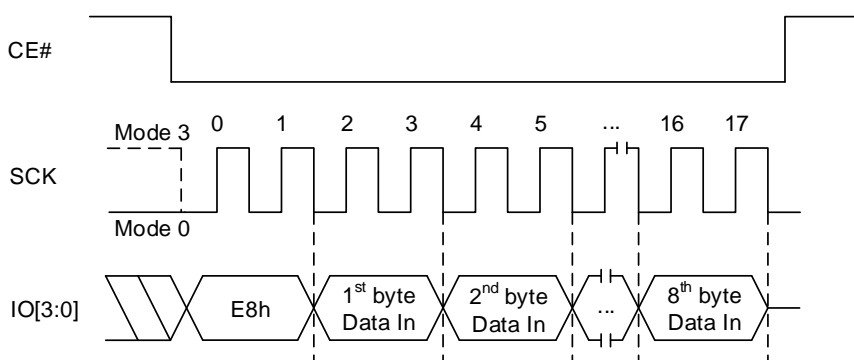 CE#
Mode 3
0 1 2 3 4 5 ... 16 17
SCK
Mode 0
IO[3:0]
E8h
1st byte
Data In
2nd byte
Data In
...
8th byte
Data In